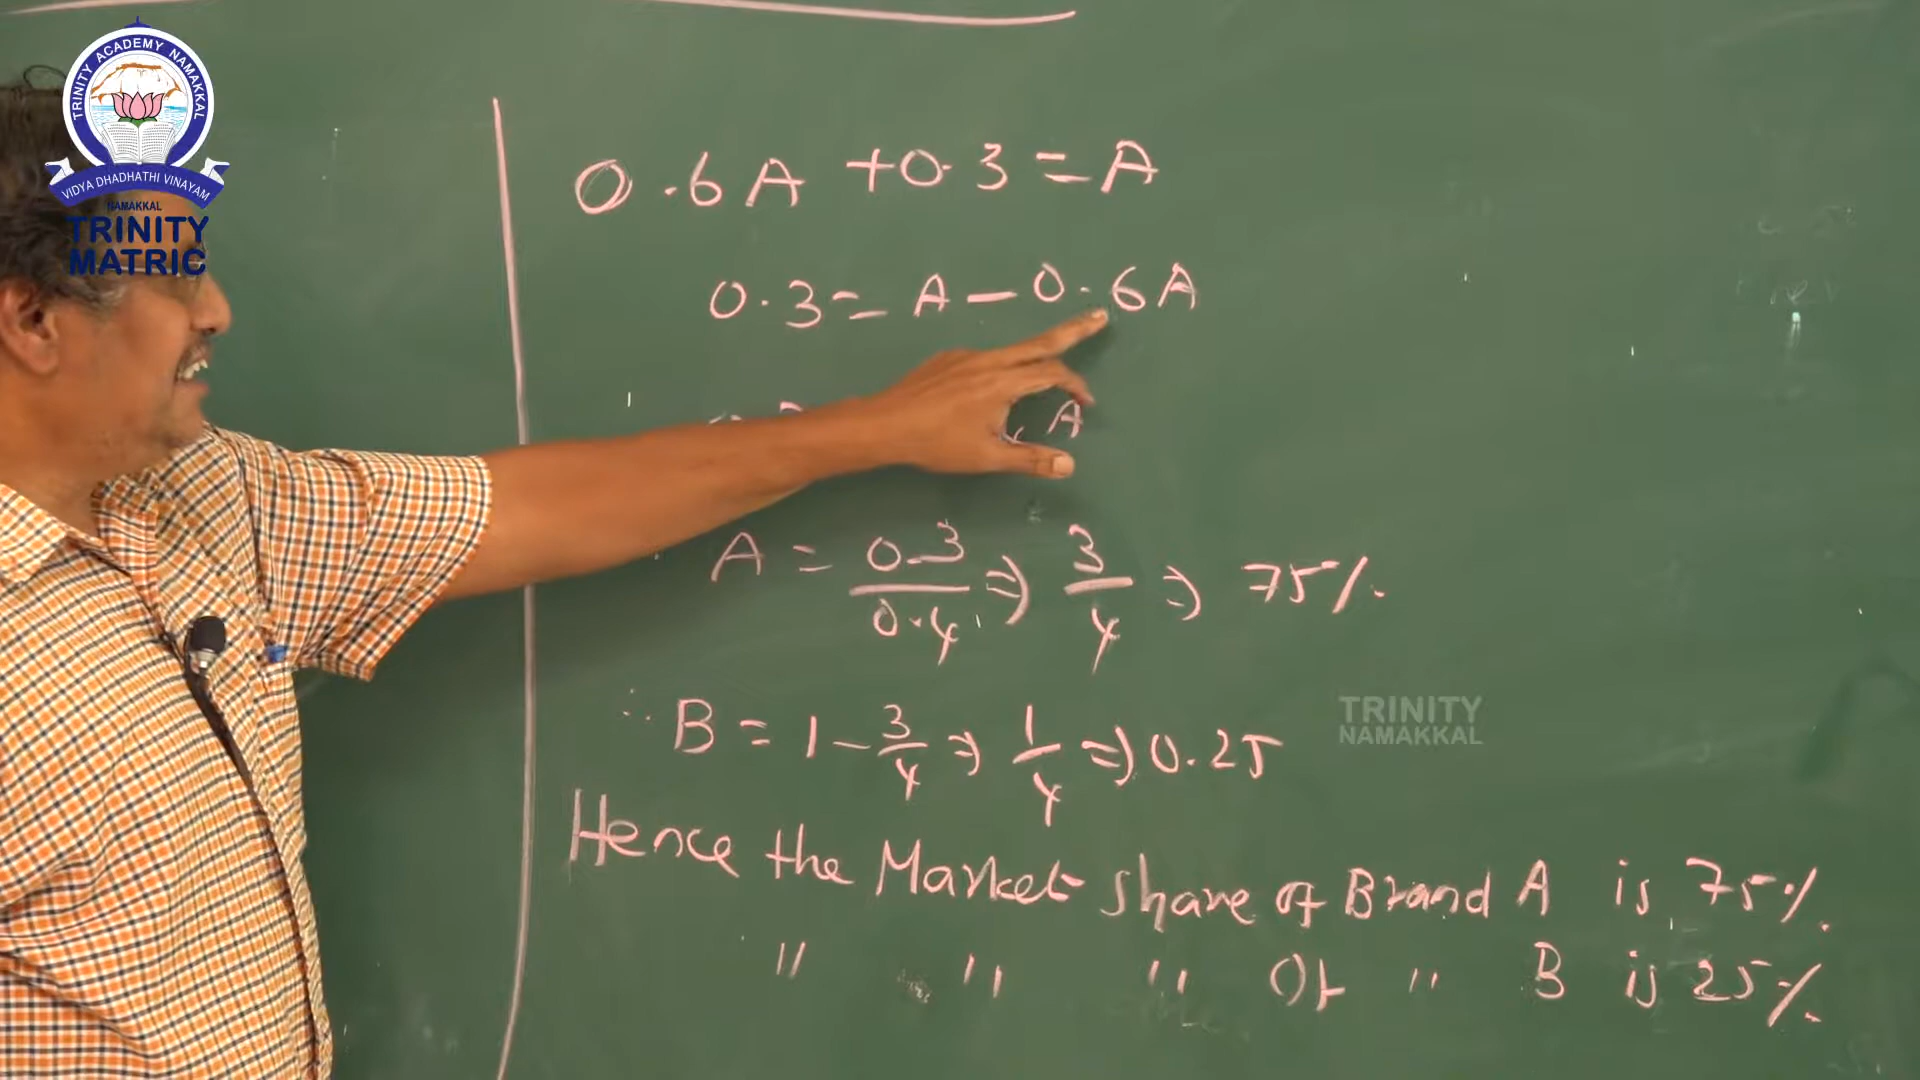 TRINITY ACADEMY NAMAKKAL
VIDYA DHADHATHI VINAYAM
NAMAKKAL
TRINITY
MATRIC
0.6A + 0.3 = A
0.3 = A - 0.6A
A
A = 0.3/0.4 ⇒ 3/4 ⇒ 75%.
∴ B = 1 - 3/4 ⇒ 1/4 ⇒ 0.25
Hence the Market share of Brand A is 75%.
" " " Of " B is 25%.
TRINITY
NAMAKKAL